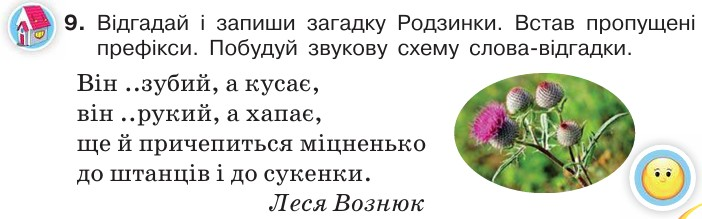 9. Відгадай і запиши загадку Родзинки. Встав пропущені
префікси. Побудуй звукову схему слова-відгадки.
Він ..зубий, а кусає,
він ..рукий, а хапає,
ще й причепиться міцненько
до штанців і до сукенки.
Леся Вознюк